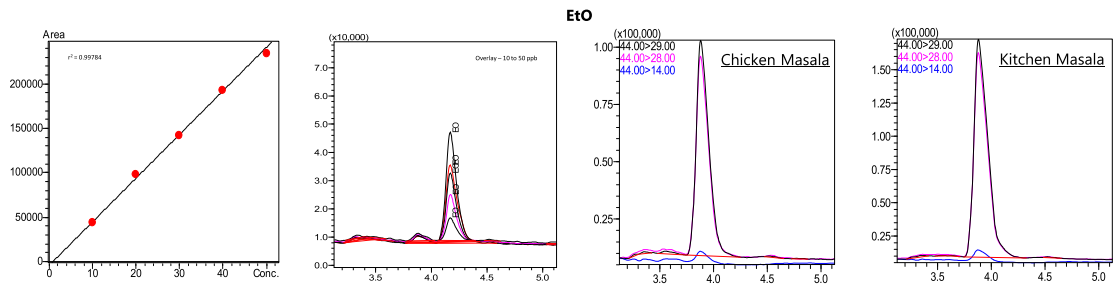 EtO
Area
r² = 0.99784
200000
150000
100000
50000
0
0 10 20 30 40 Conc.
(x10,000)
Overlay – 10 to 50 ppb
7.0
6.0
5.0
4.0
3.0
2.0
1.0
0.0
3.5 4.0 4.5 5.0
(x100,000)
44.00>29.00
44.00>28.00
44.00>14.00
Chicken Masala
1.00
0.75
0.50
0.25
3.5 4.0 4.5 5.0
(x100,000)
44.00>29.00
44.00>28.00
44.00>14.00
Kitchen Masala
1.50
1.25
1.00
0.75
0.50
0.25
3.5 4.0 4.5 5.0